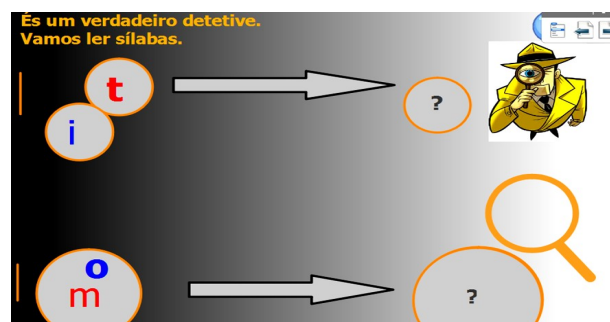 És um verdadeiro detetive.
Vamos ler sílabas.
t
i
?
o
m
?